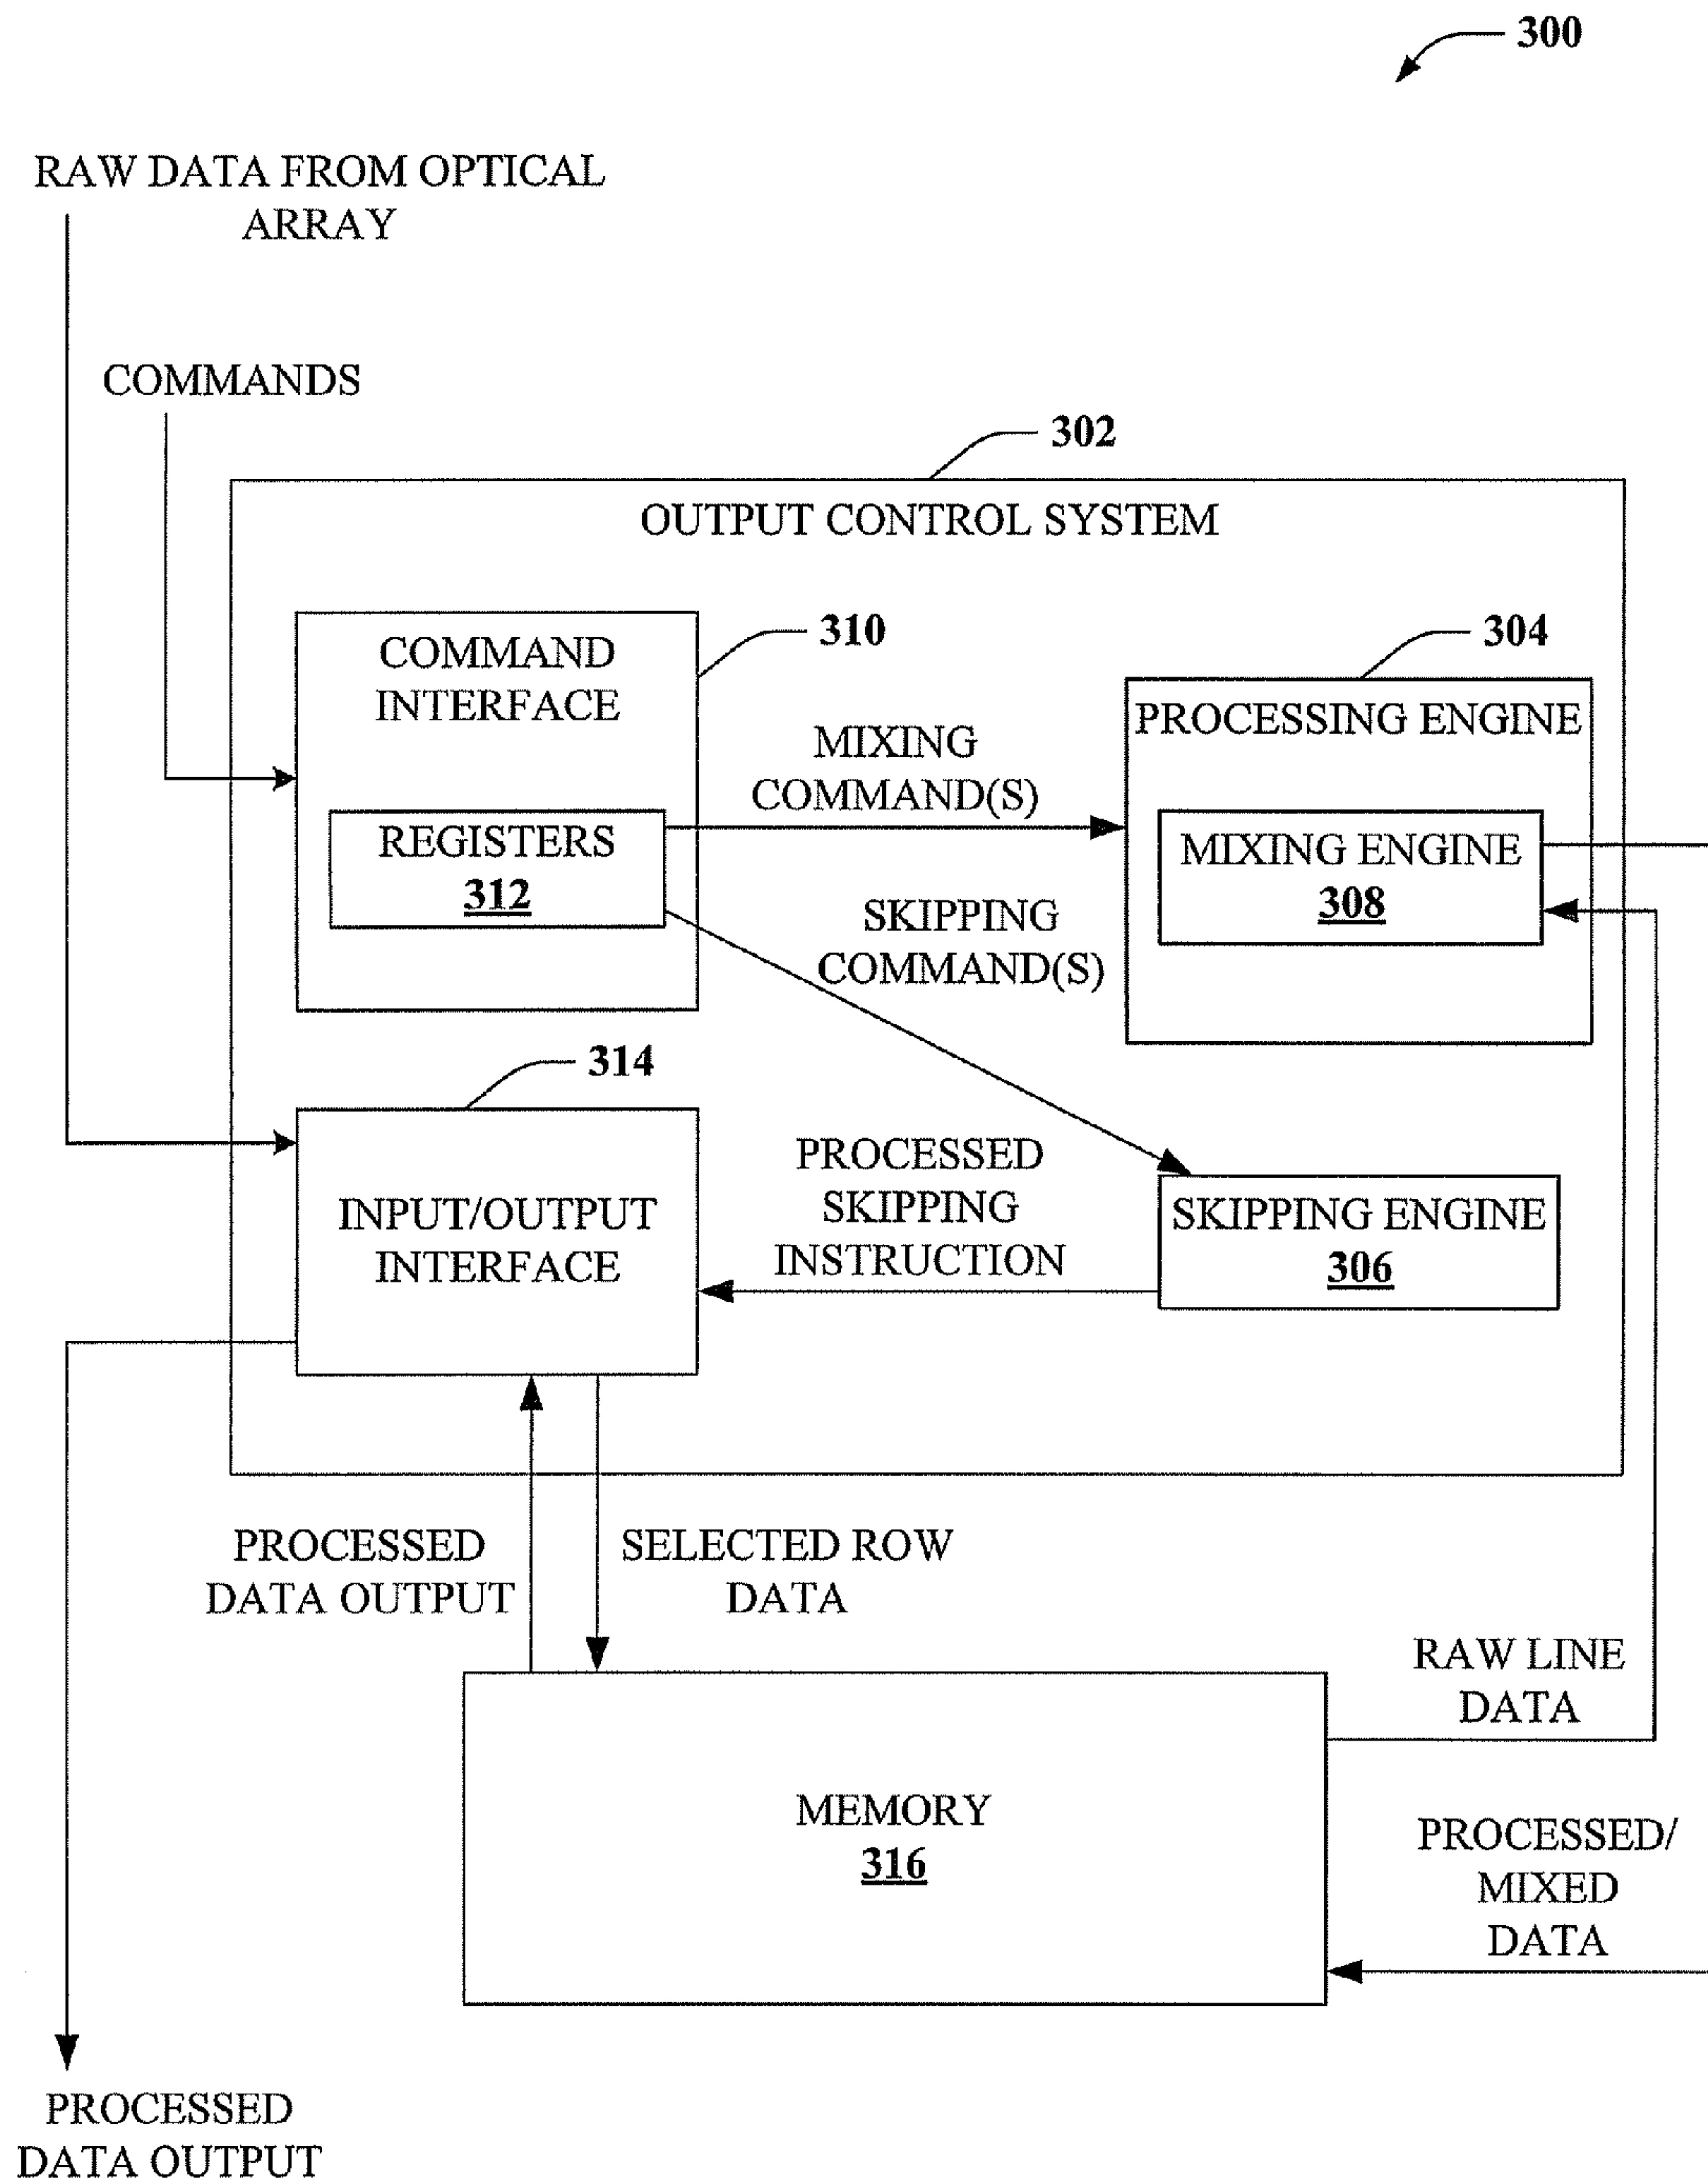 300
RAW DATA FROM OPTICAL
ARRAY
COMMANDS
302
OUTPUT CONTROL SYSTEM
310
COMMAND
INTERFACE
REGISTERS
312
MIXING
COMMAND(S)
SKIPPING
COMMAND(S)
304
PROCESSING ENGINE
MIXING ENGINE
308
314
INPUT/OUTPUT
INTERFACE
PROCESSED
SKIPPING
INSTRUCTION
SKIPPING ENGINE
306
PROCESSED
DATA OUTPUT
SELECTED ROW
DATA
RAW LINE
DATA
MEMORY
316
PROCESSED/
MIXED
DATA
PROCESSED
DATA OUTPUT